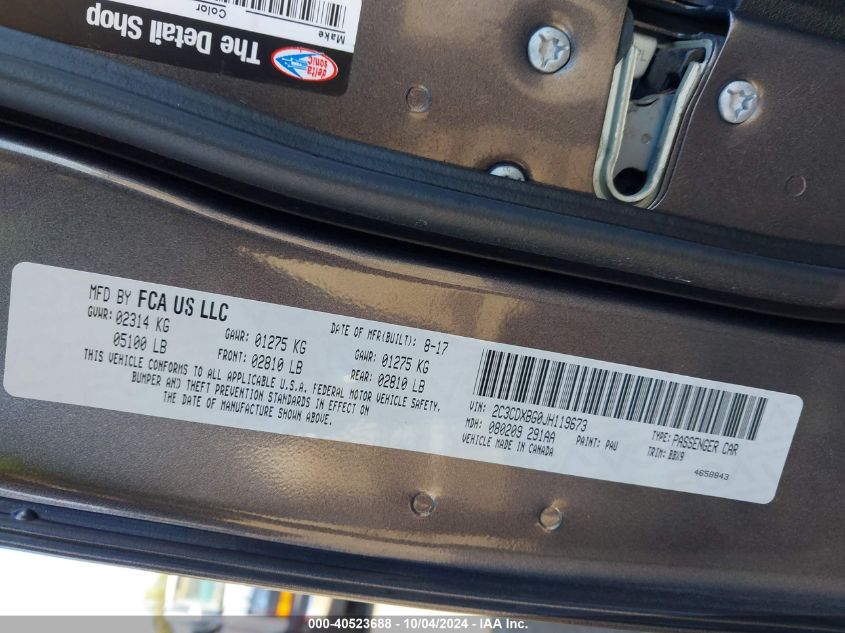 Make
Color
The Detail Shop
delta sonic
MFD BY FCA US LLC
GVWR: 02314 KG
05100 LB
GAWR: 01275 KG
FRONT: 02810 LB
DATE OF MFR(BUILT): 8-17
GAWR: 01275 KG
REAR: 02810 LB
THIS VEHICLE CONFORMS TO ALL APPLICABLE U.S.A. FEDERAL MOTOR VEHICLE SAFETY,
BUMPER AND THEFT PREVENTION STANDARDS IN EFFECT ON
THE DATE OF MANUFACTURE SHOWN ABOVE.
VIN: 2C3CDXBG0JH119673
TYPE: PASSENGER CAR
MDH: 080209 291AA
PAINT: PAU
TRIM: BBX9
VEHICLE MADE IN CANADA
4658843
000-40523688 - 10/04/2024 - IAA Inc.